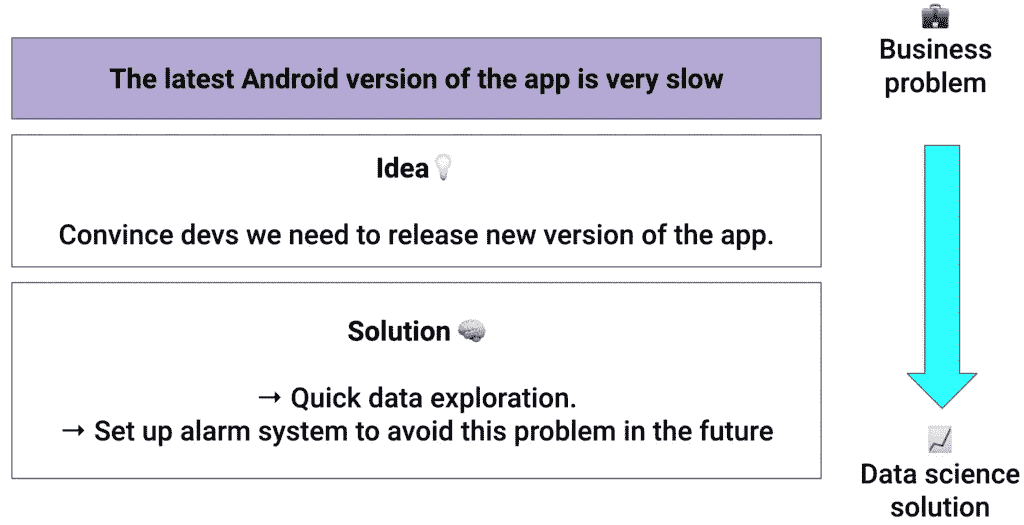 The latest Android version of the app is very slow
Idea💡
Convince devs we need to release new version of the app.
Solution 🧠
→ Quick data exploration.
→ Set up alarm system to avoid this problem in the future
💼
Business
problem
📈
Data science
solution